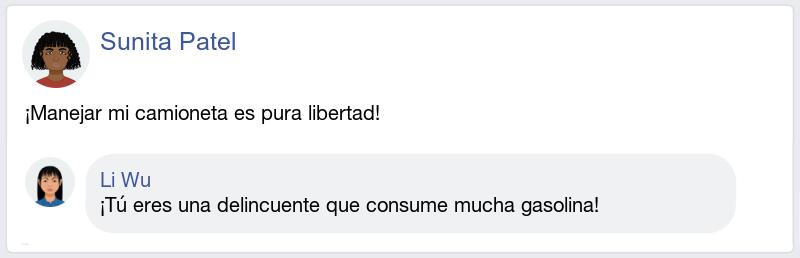 Sunita Patel
¡Manejar mi camioneta es pura libertad!
Li Wu
¡Tú eres una delincuente que consume mucha gasolina!